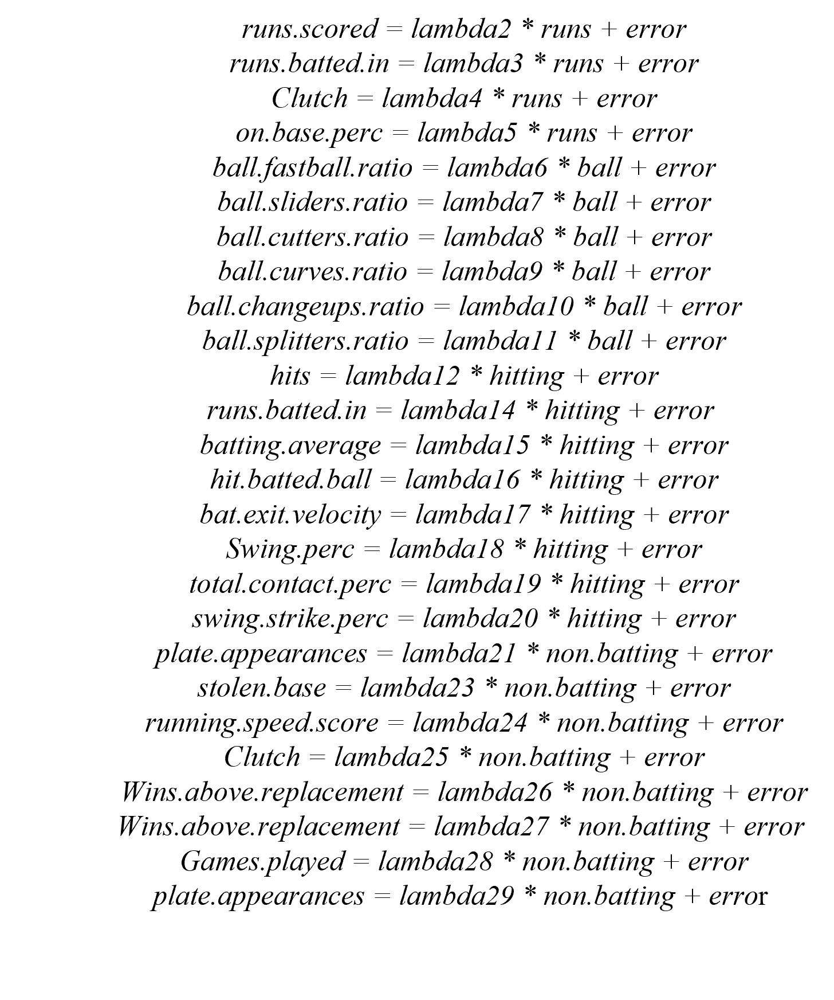 runs.scored = lambda2 * runs + error
runs.batted.in = lambda3 * runs + error
Clutch = lambda4 * runs + error
on.base.perc = lambda5 * runs + error
ball.fastball.ratio = lambda6 * ball + error
ball.sliders.ratio = lambda7 * ball + error
ball.cutters.ratio = lambda8 * ball + error
ball.curves.ratio = lambda9 * ball + error
ball.changeups.ratio = lambda10 * ball + error
ball.splitters.ratio = lambda11 * ball + error
hits = lambda12 * hitting + error
runs.batted.in = lambda14 * hitting + error
batting.average = lambda15 * hitting + error
hit.batted.ball = lambda16 * hitting + error
bat.exit.velocity = lambda17 * hitting + error
Swing.perc = lambda18 * hitting + error
total.contact.perc = lambda19 * hitting + error
swing.strike.perc = lambda20 * hitting + error
plate.appearances = lambda21 * non.batting + error
stolen.base = lambda23 * non.batting + error
running.speed.score = lambda24 * non.batting + error
Clutch = lambda25 * non.batting + error
Wins.above.replacement = lambda26 * non.batting + error
Wins.above.replacement = lambda27 * non.batting + error
Games.played = lambda28 * non.batting + error
plate.appearances = lambda29 * non.batting + error